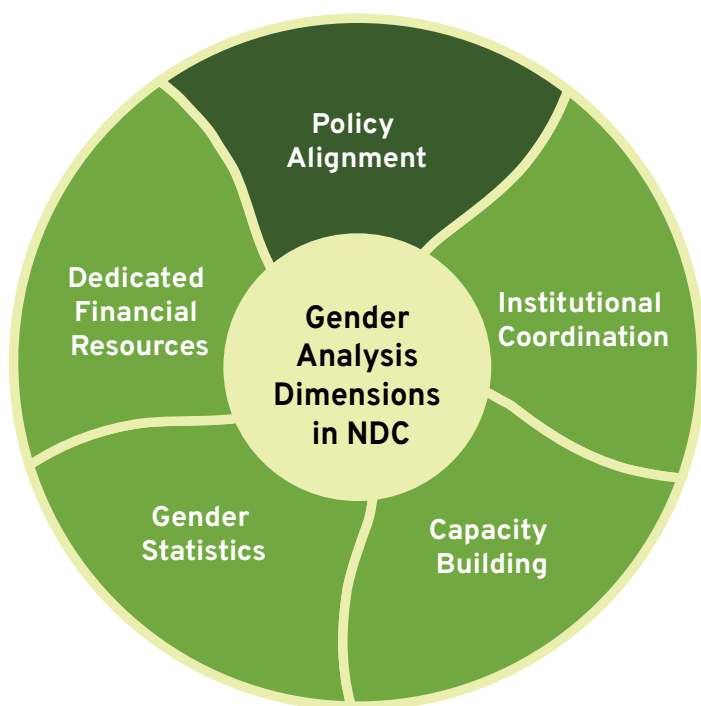 Policy
Alignment
Institutional
Coordination
Capacity
Building
Gender
Statistics
Dedicated
Financial
Resources
Gender
Analysis
Dimensions
in NDC